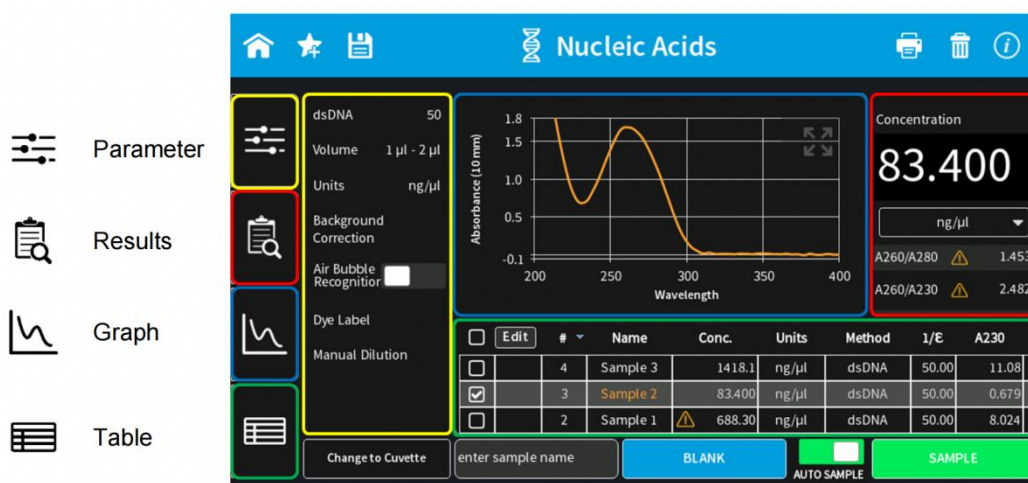 Nucleic Acids
Parameter
Results
Graph
Table
dsDNA 50
Volume 1 µl - 2 µl
Units ng/µl
Background
Correction
Air Bubble
Recognition
Dye Label
Manual Dilution
Absorbance (10 mm)
1.8
1.5
1.0
0.5
-0.1
200 250 300 350 400
Wavelength
Concentration
83.400
ng/µl
A260/A280 1.453
A260/A230 2.482
Edit # Name Conc. Units Method 1/Ɛ A230
4 Sample 3 1418.1 ng/µl dsDNA 50.00 11.08
3 Sample 2 83.400 ng/µl dsDNA 50.00 0.679
2 Sample 1 688.30 ng/µl dsDNA 50.00 8.024
Change to Cuvette
enter sample name
BLANK
AUTO SAMPLE
SAMPLE